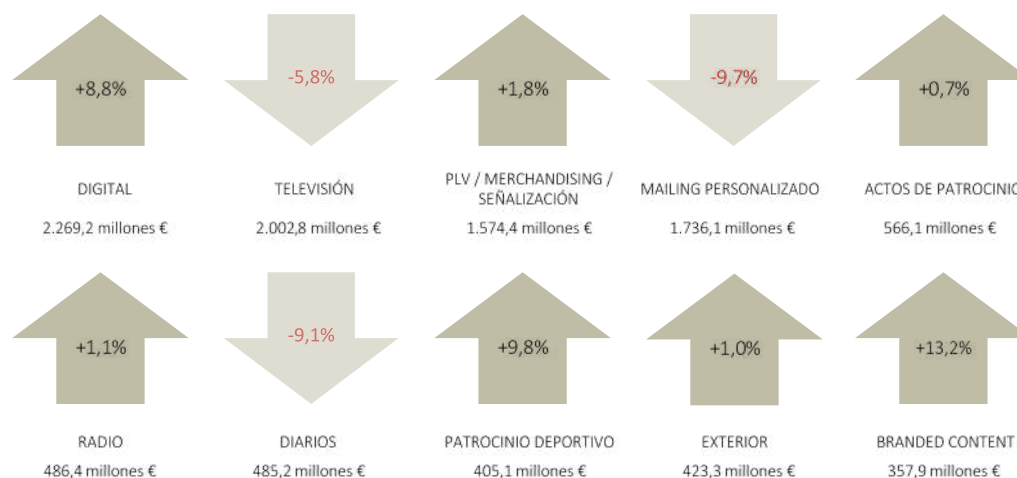 +8,8%
-5,8%
+1,8%
-9,7%
+0,7%
DIGITAL
TELEVISIÓN
PLV / MERCHANDISING /
SEÑALIZACIÓN
MAILING PERSONALIZADO
ACTOS DE PATROCINIO
2.269,2 millones €
2.002,8 millones €
1.574,4 millones €
1.736,1 millones €
566,1 millones €
+1,1%
-9,1%
+9,8%
+1,0%
+13,2%
RADIO
DIARIOS
PATROCINIO DEPORTIVO
EXTERIOR
BRANDED CONTENT
486,4 millones €
485,2 millones €
405,1 millones €
423,3 millones €
357,9 millones €